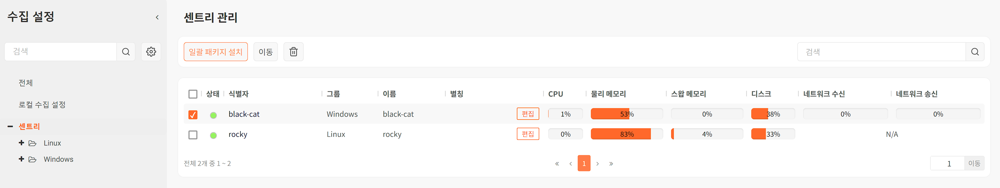 수집 설정
검색
전체
로컬 수집 설정
센트리
Linux
Windows
센트리 관리
일괄 패키지 설치 이동 검색
상태 식별자 그룹 이름 별칭 CPU 물리 메모리 스왑 메모리 디스크 네트워크 수신 네트워크 송신
black-cat Windows black-cat 편집 1% 53% 0% 38% 0% 0%
rocky Linux rocky 편집 0% 83% 4% 33% N/A
전체 2개 중 1 ~ 2 « ‹ 1 › » 1 이동